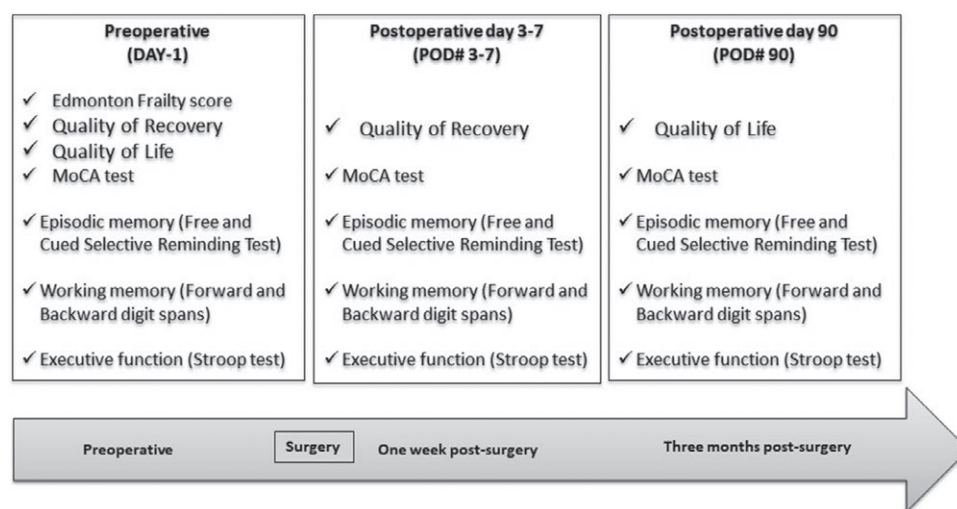 Preoperative
(DAY-1)
✓ Edmonton Frailty score
✓ Quality of Recovery
✓ Quality of Life
✓ MoCA test
✓ Episodic memory (Free and
Cued Selective Reminding Test)
✓ Working memory (Forward and
Backward digit spans)
✓ Executive function (Stroop test)
Postoperative day 3-7
(POD# 3-7)
✓ Quality of Recovery
✓ MoCA test
✓ Episodic memory (Free and
Cued Selective Reminding Test)
✓ Working memory (Forward and
Backward digit spans)
✓ Executive function (Stroop test)
Postoperative day 90
(POD# 90)
✓ Quality of Life
✓ MoCA test
✓ Episodic memory (Free and
Cued Selective Reminding Test)
✓ Working memory (Forward and
Backward digit spans)
✓ Executive function (Stroop test)
Preoperative
Surgery
One week post-surgery
Three months post-surgery